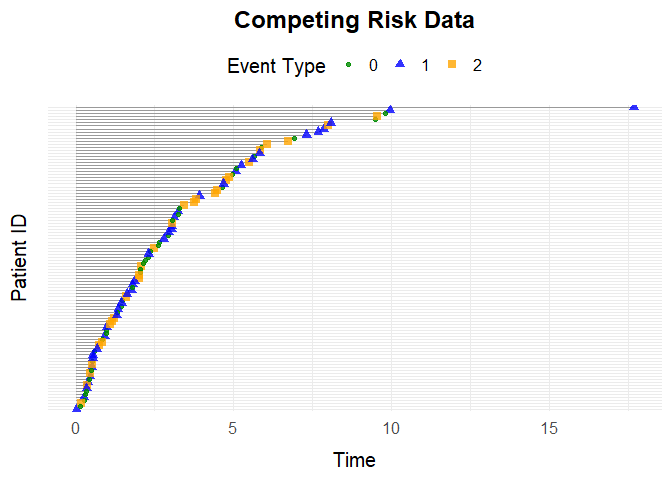 Competing Risk Data
Event Type 0 1 2
Patient ID
0 5 10 15
Time